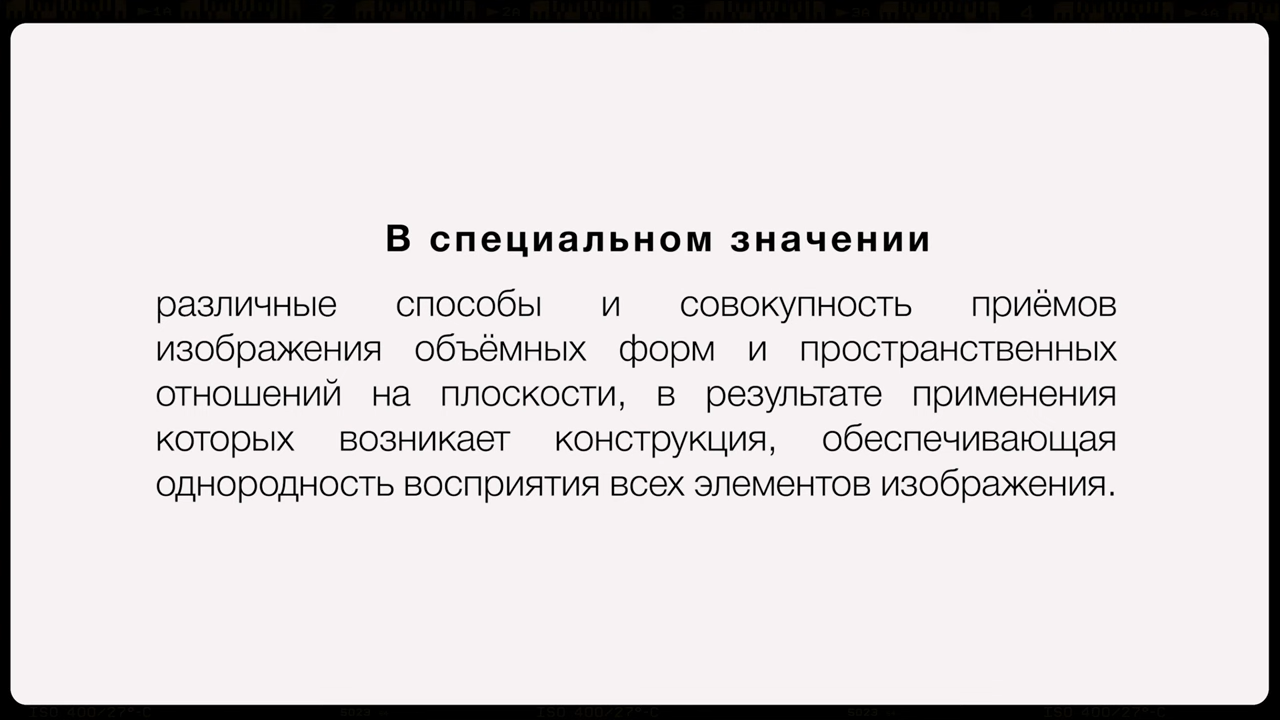 В специальном значении
различные способы и совокупность приёмов
изображения объёмных форм и пространственных
отношений на плоскости, в результате применения
которых возникает конструкция, обеспечивающая
однородность восприятия всех элементов изображения.